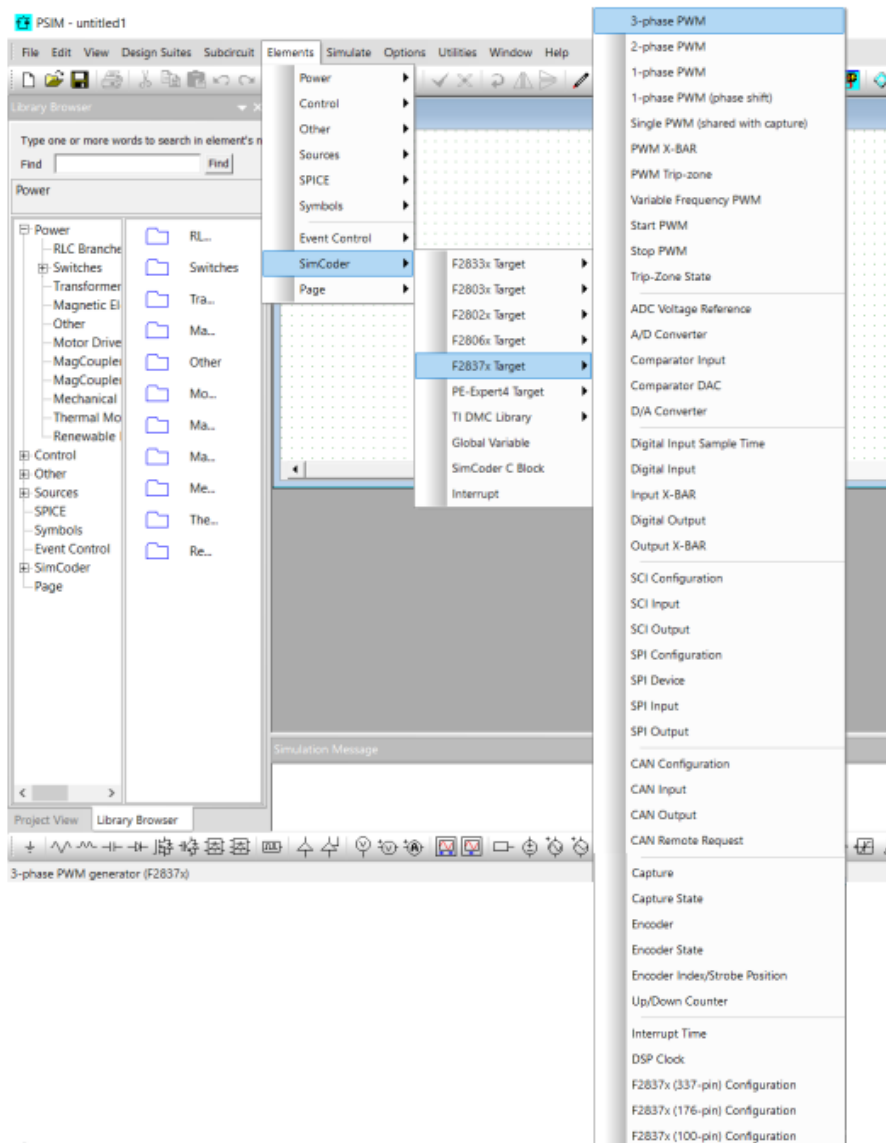 PSIM - untitled1
File Edit View Design Suites Subcircuit Elements Simulate Options Utilities Window Help
Library Browser
Type one or more words to search in element's n
Find Find
Power
Power
RLC Branche
Switches
Transformer
Magnetic El
Other
Motor Drive
MagCoupler
MagCoupler
Mechanical
Thermal Mo
Renewable
Control
Other
Sources
SPICE
Symbols
Event Control
SimCoder
Page
RL...
Switches
Tra...
Ma...
Other
Mo...
Ma...
Ma...
Me...
The...
Re...
Project View Library Browser
3-phase PWM generator (F2837x)
Simulation Message
Power
Control
Other
Sources
SPICE
Symbols
Event Control
SimCoder
Page
F2833x Target
F2803x Target
F2802x Target
F2806x Target
F2837x Target
PE-Expert4 Target
TI DMC Library
Global Variable
SimCoder C Block
Interrupt
3-phase PWM
2-phase PWM
1-phase PWM
1-phase PWM (phase shift)
Single PWM (shared with capture)
PWM X-BAR
PWM Trip-zone
Variable Frequency PWM
Start PWM
Stop PWM
Trip-Zone State
ADC Voltage Reference
A/D Converter
Comparator Input
Comparator DAC
D/A Converter
Digital Input Sample Time
Digital Input
Input X-BAR
Digital Output
Output X-BAR
SCI Configuration
SCI Input
SCI Output
SPI Configuration
SPI Device
SPI Input
SPI Output
CAN Configuration
CAN Input
CAN Output
CAN Remote Request
Capture
Capture State
Encoder
Encoder State
Encoder Index/Strobe Position
Up/Down Counter
Interrupt Time
DSP Clock
F2837x (337-pin) Configuration
F2837x (176-pin) Configuration
F2837x (100-pin) Configuration